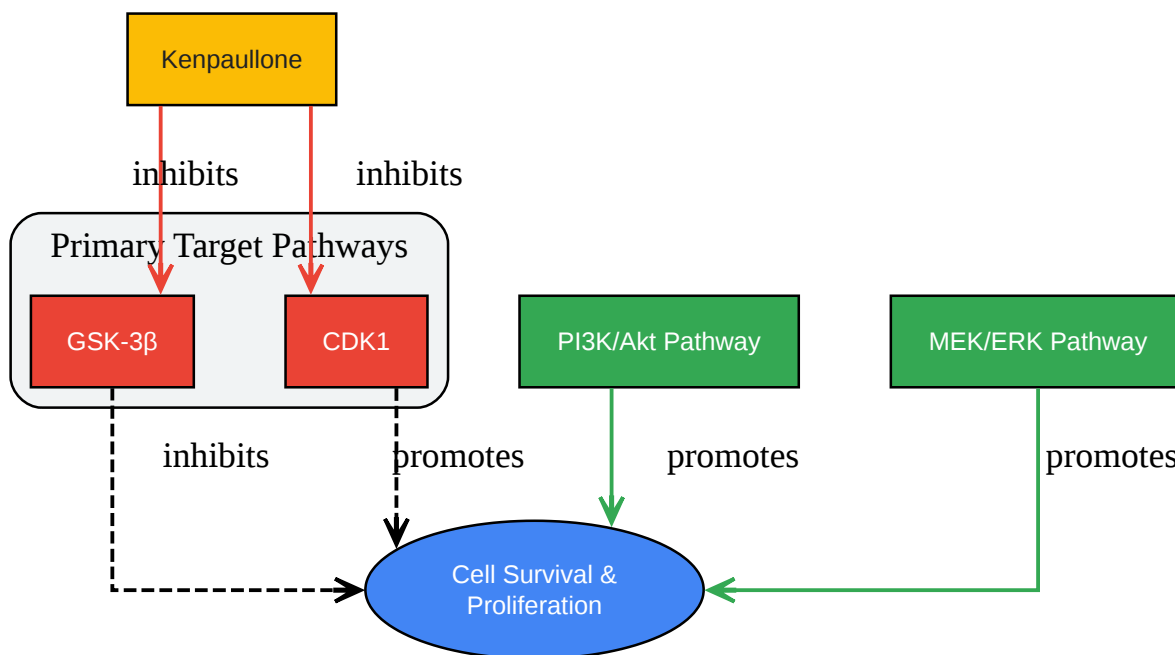 Kenpaullone
inhibits
inhibits
Primary Target Pathways
GSK-3β
CDK1
PI3K/Akt Pathway
MEK/ERK Pathway
inhibits
promotes
promotes
promotes
Cell Survival &
Proliferation